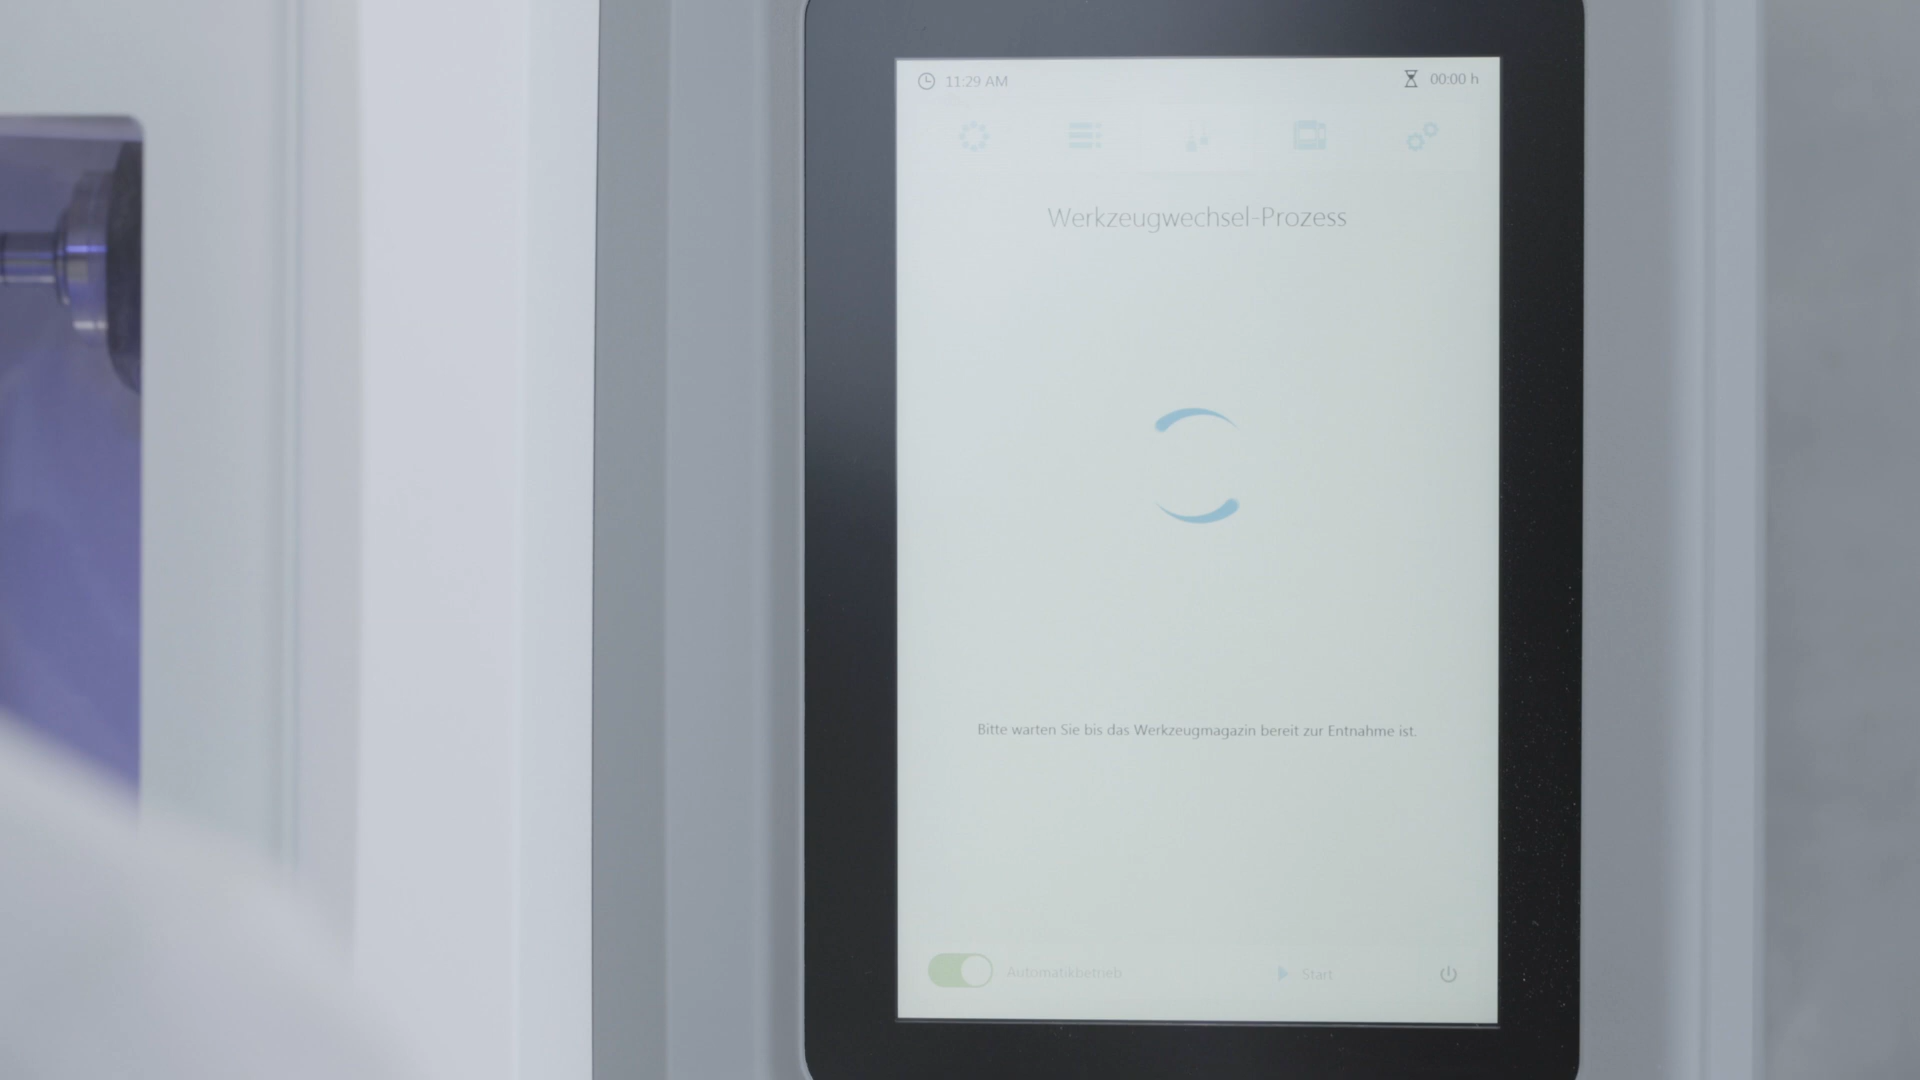 11:29 AM
00:00 h
Werkzeugwechsel-Prozess
Bitte warten Sie bis das Werkzeugmagazin bereit zur Entnahme ist.
Automatikbetrieb
Start